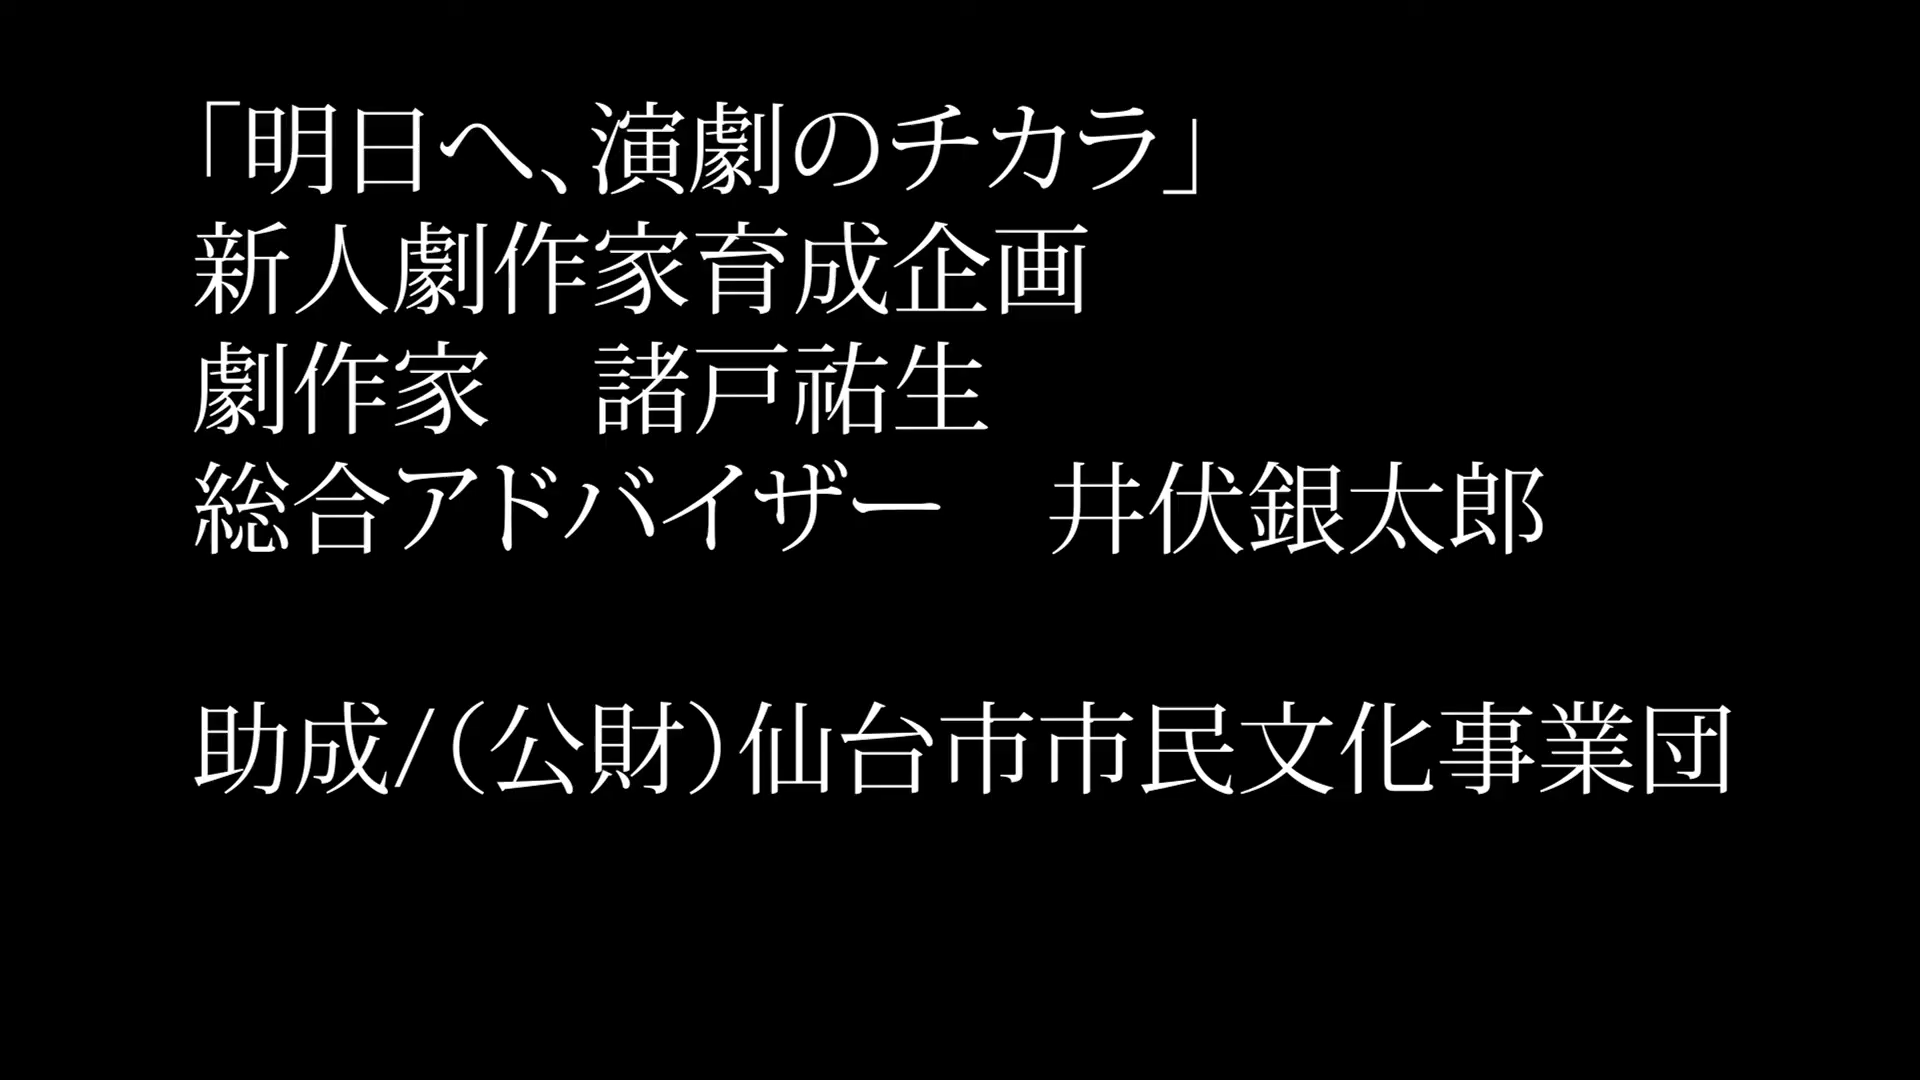 「明日へ、演劇のチカラ」
新人劇作家育成企画
劇作家　諸戸祐生
総合アドバイザー　井伏銀太郎
助成/(公財)仙台市市民文化事業団